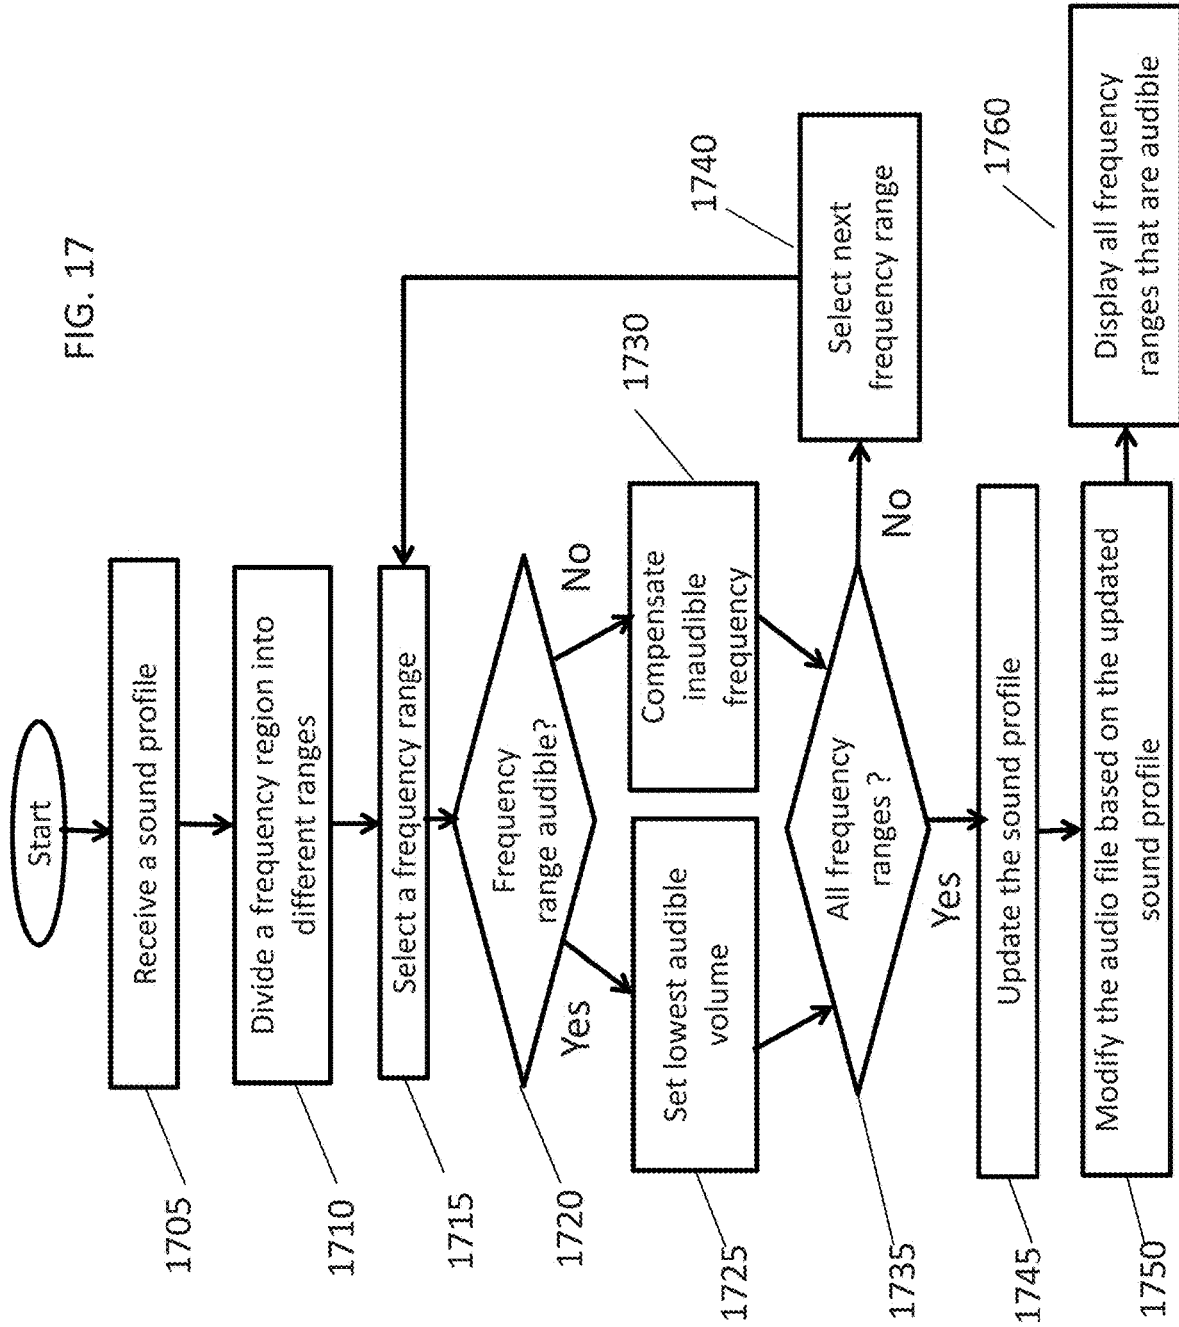 FIG. 17
Start
Receive a sound profile
1705
Divide a frequency region into
different ranges
1710
Select a frequency range
1715
Frequency
range audible?
1720
Yes
No
Set lowest audible
volume
1725
Compensate
inaudible
frequency
1730
All frequency
ranges ?
1735
No
Select next
frequency range
1740
Yes
Update the sound profile
1745
Modify the audio file based on the updated
sound profile
1750
Display all frequency
ranges that are audible
1760